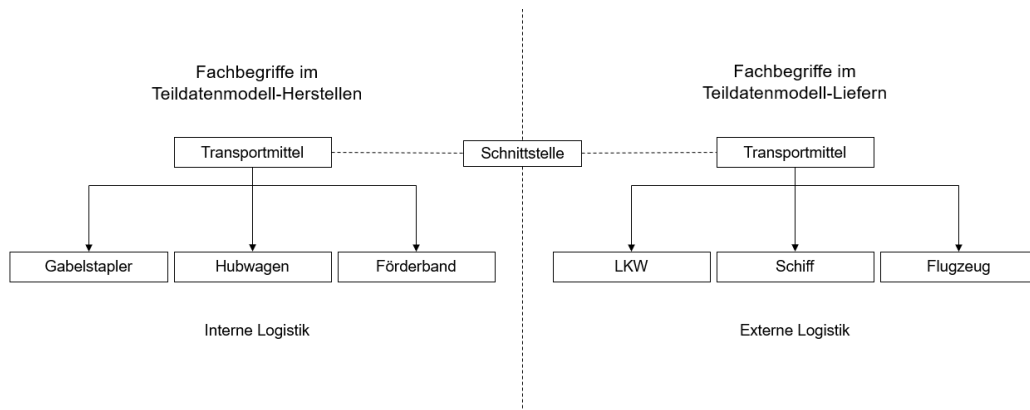 Fachbegriffe im
Teildatenmodell-Herstellen
Fachbegriffe im
Teildatenmodell-Liefern
Transportmittel
Schnittstelle
Transportmittel
Gabelstapler
Hubwagen
Förderband
LKW
Schiff
Flugzeug
Interne Logistik
Externe Logistik